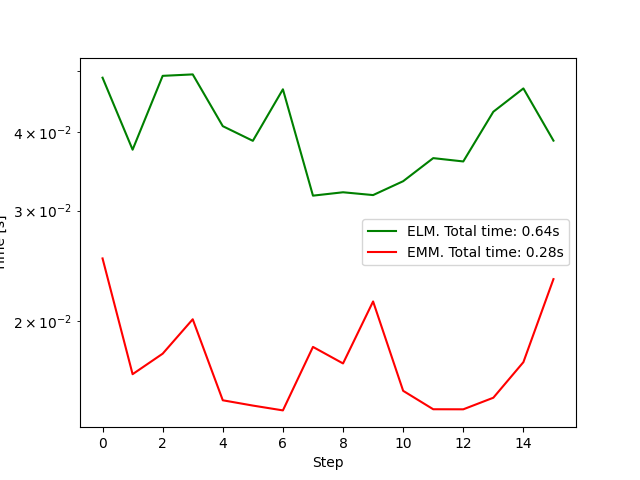 4 × 10⁻²
3 × 10⁻²
2 × 10⁻²
Time [s]
ELM. Total time: 0.64s
EMM. Total time: 0.28s
0 2 4 6 8 10 12 14
Step